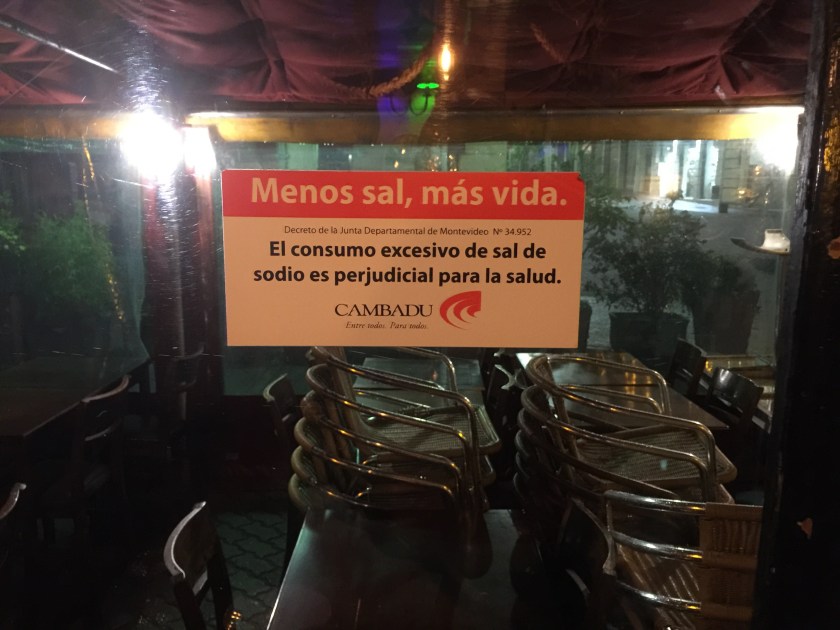 Menos sal, más vida.
Decreto de la Junta Departamental de Montevideo Nº 34.952
El consumo excesivo de sal de
sodio es perjudicial para la salud.
CAMBADU
Entre todos. Para todos.